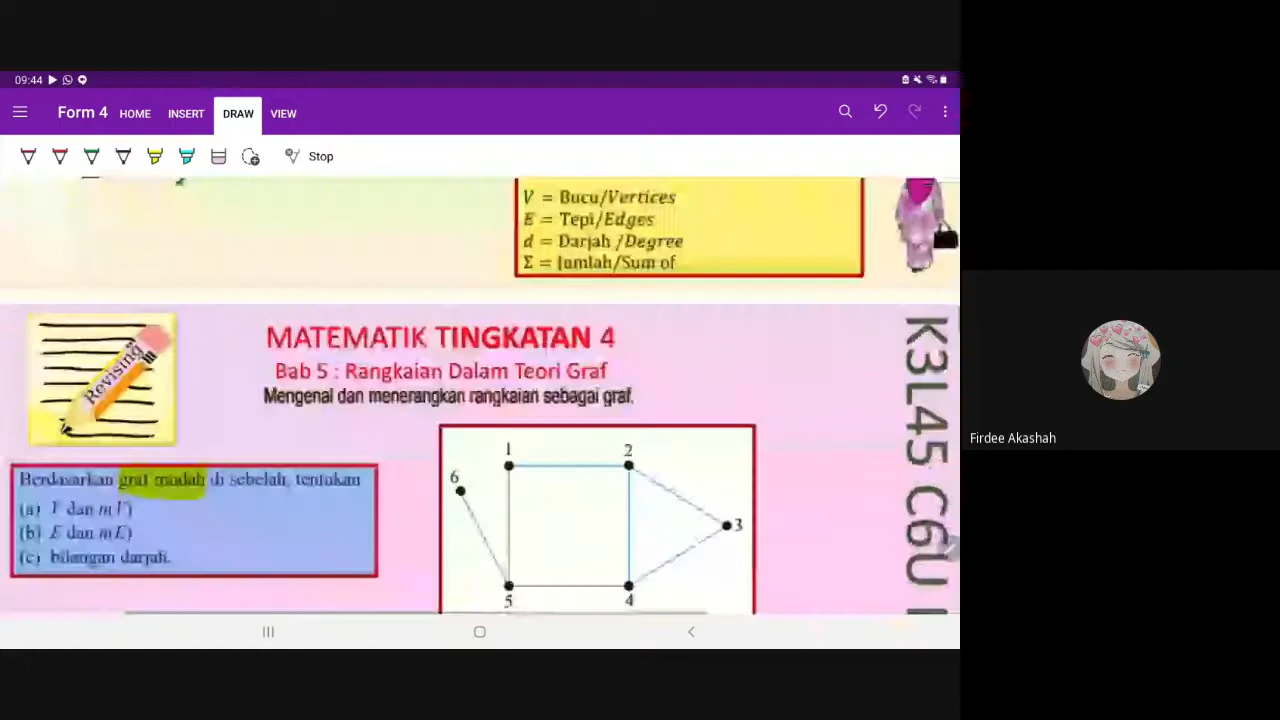 09:44
Form 4 HOME INSERT DRAW VIEW
Stop
V = Bucu/Vertices
E = Tepi/Edges
d = Darjah /Degree
Σ = Jumlah/Sum of
Revising
MATEMATIK TINGKATAN 4
Bab 5 : Rangkaian Dalam Teori Graf
Mengenal dan menerangkan rangkaian sebagai graf.
K3L45 C6U
Berdasarkan graf mudah di sebelah, tentukan
(a) V dan n(V)
(b) E dan n(E)
(c) bilangan darjah.
1
2
6
3
5
4
Firdee Akashah